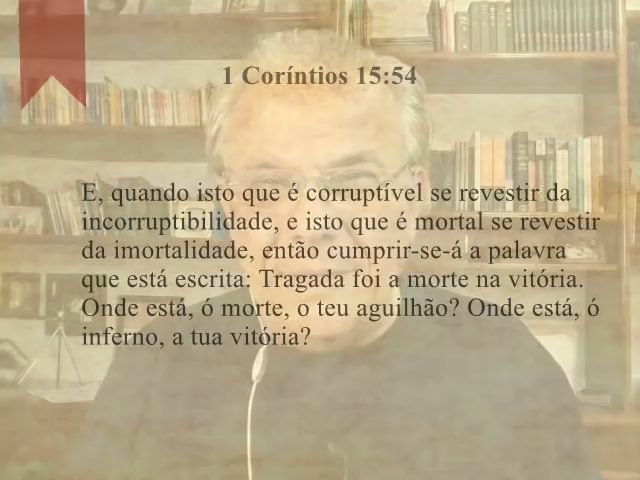 1 Coríntios 15:54
E, quando isto que é corruptível se revestir da
incorruptibilidade, e isto que é mortal se revestir
da imortalidade, então cumprir-se-á a palavra
que está escrita: Tragada foi a morte na vitória.
Onde está, ó morte, o teu aguilhão? Onde está, ó
inferno, a tua vitória?